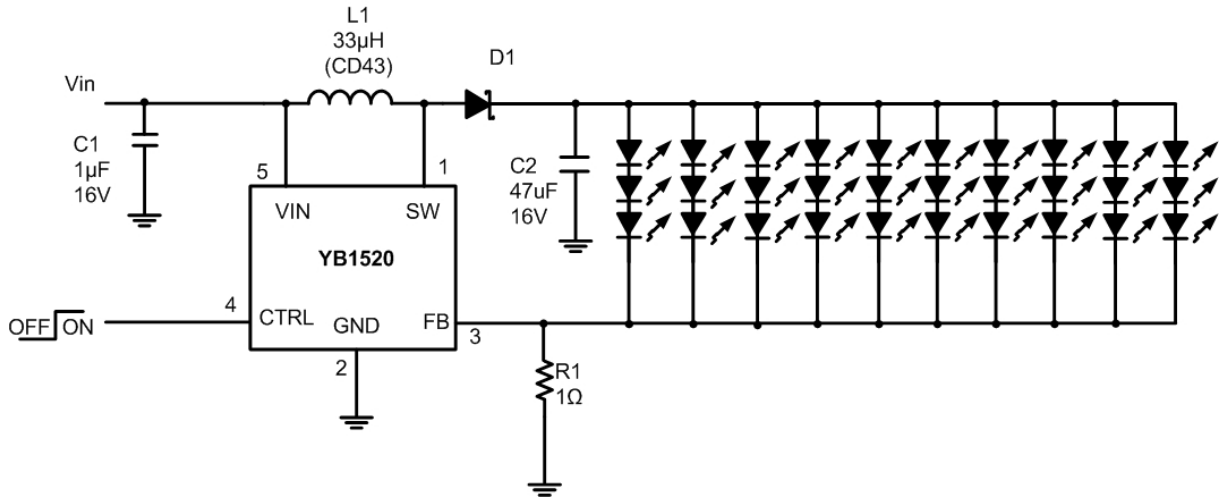 L1
33µH
(CD43)
D1
Vin
C1
1µF
16V
5
1
C2
47uF
16V
VIN
SW
YB1520
4
OFF ON
CTRL
GND
FB
3
2
R1
1Ω